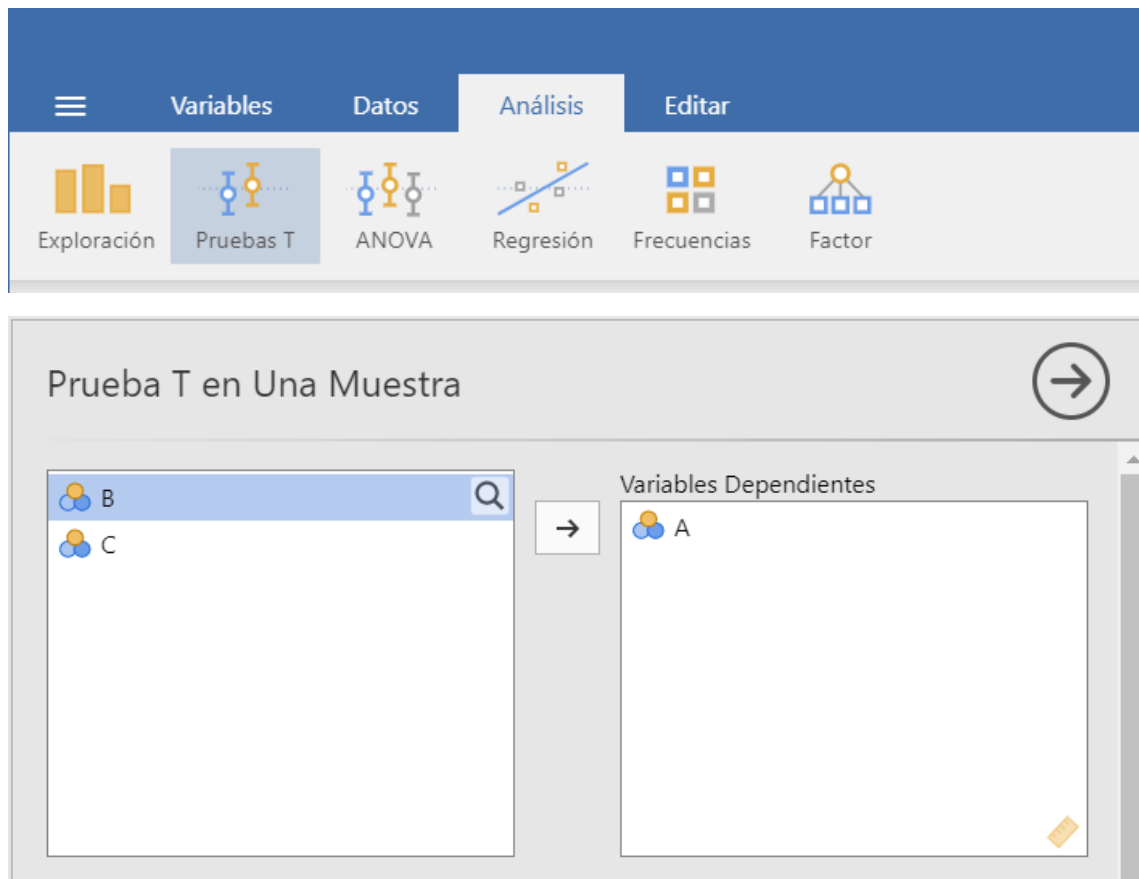 Variables Datos Análisis Editar
Exploración Pruebas T ANOVA Regresión Frecuencias Factor
Prueba T en Una Muestra
Variables Dependientes
B
A
C